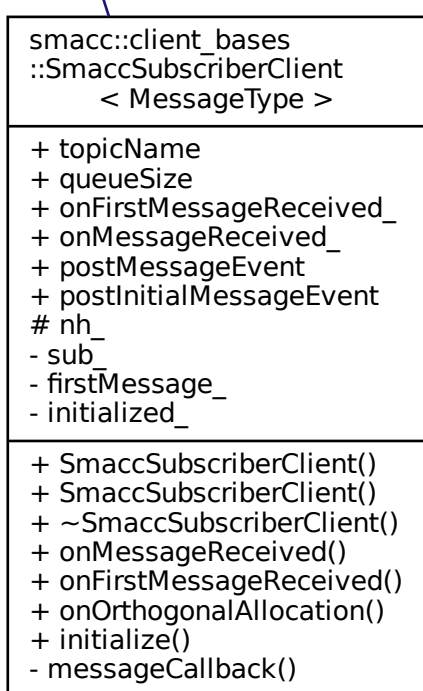 smacc::client_bases
::SmaccSubscriberClient
< MessageType >
+ topicName
+ queueSize
+ onFirstMessageReceived_
+ onMessageReceived_
+ postMessageEvent
+ postInitialMessageEvent
# nh_
- sub_
- firstMessage_
- initialized_
+ SmaccSubscriberClient()
+ SmaccSubscriberClient()
+ ~SmaccSubscriberClient()
+ onMessageReceived()
+ onFirstMessageReceived()
+ onOrthogonalAllocation()
+ initialize()
- messageCallback()